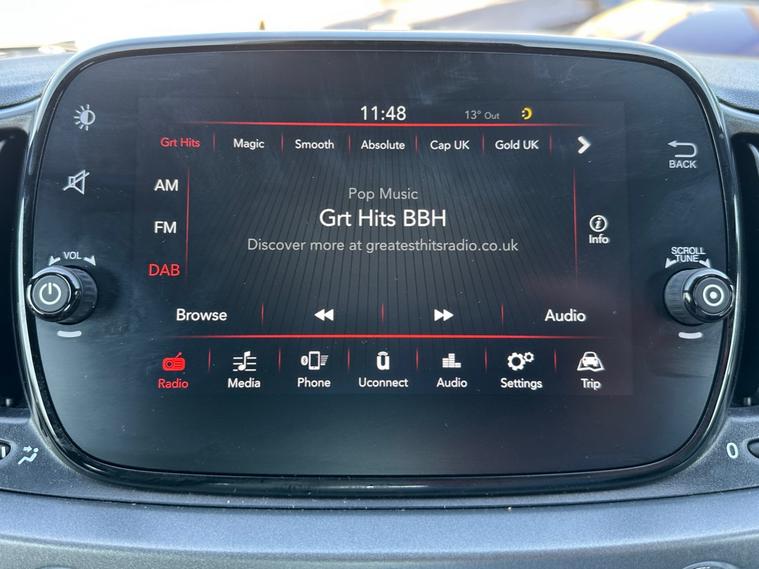 11:48 13° Out
Grt Hits Magic Smooth Absolute Cap UK Gold UK
BACK
AM
Pop Music
Grt Hits BBH
FM
Info
Discover more at greatesthitsradio.co.uk
DAB
VOL
SCROLL
TUNE
Browse Audio
Radio Media Phone Uconnect Audio Settings Trip
0